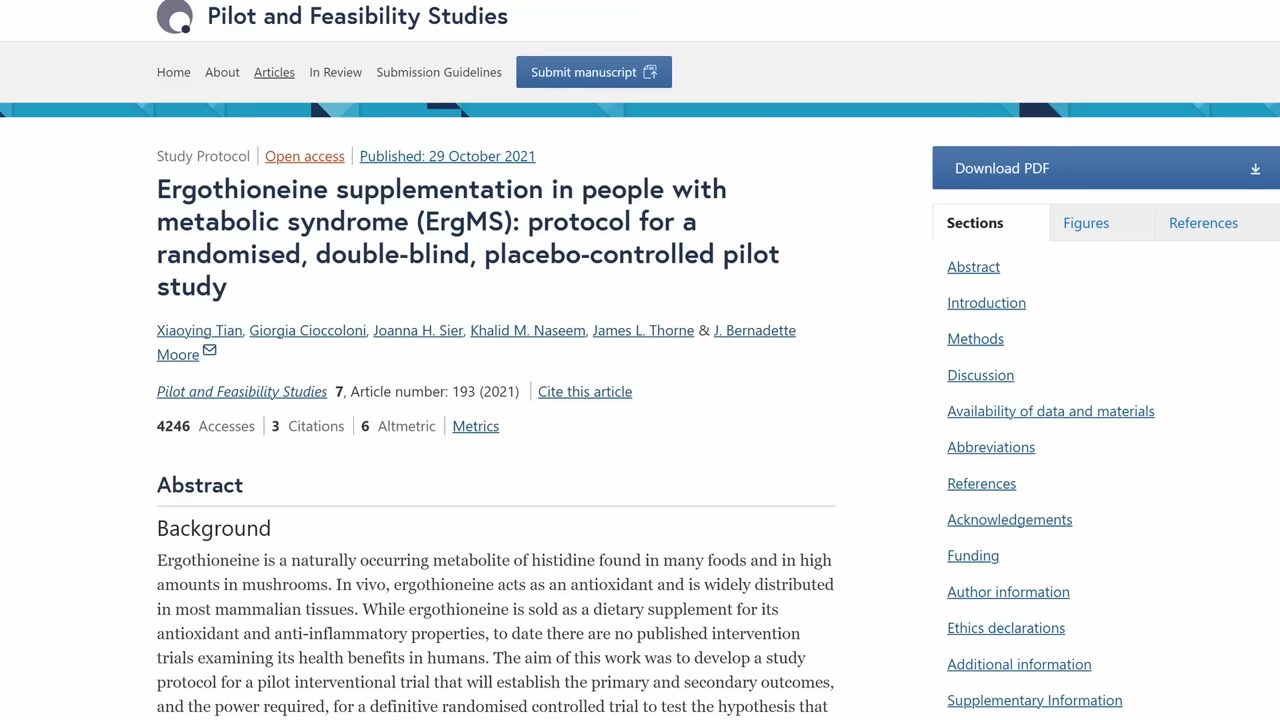 Pilot and Feasibility Studies
Home About Articles In Review Submission Guidelines Submit manuscript
Study Protocol Open access Published: 29 October 2021
Ergothioneine supplementation in people with
metabolic syndrome (ErgMS): protocol for a
randomised, double-blind, placebo-controlled pilot
study
Xiaoying Tian, Giorgia Cioccoloni, Joanna H. Sier, Khalid M. Naseem, James L. Thorne & J. Bernadette
Moore
Pilot and Feasibility Studies 7, Article number: 193 (2021) Cite this article
4246 Accesses 3 Citations 6 Altmetric Metrics
Abstract
Background
Ergothioneine is a naturally occurring metabolite of histidine found in many foods and in high
amounts in mushrooms. In vivo, ergothioneine acts as an antioxidant and is widely distributed
in most mammalian tissues. While ergothioneine is sold as a dietary supplement for its
antioxidant and anti-inflammatory properties, to date there are no published intervention
trials examining its health benefits in humans. The aim of this work was to develop a study
protocol for a pilot interventional trial that will establish the primary and secondary outcomes,
and the power required, for a definitive randomised controlled trial to test the hypothesis that
Download PDF
Sections Figures References
Abstract
Introduction
Methods
Discussion
Availability of data and materials
Abbreviations
References
Acknowledgements
Funding
Author information
Ethics declarations
Additional information
Supplementary Information